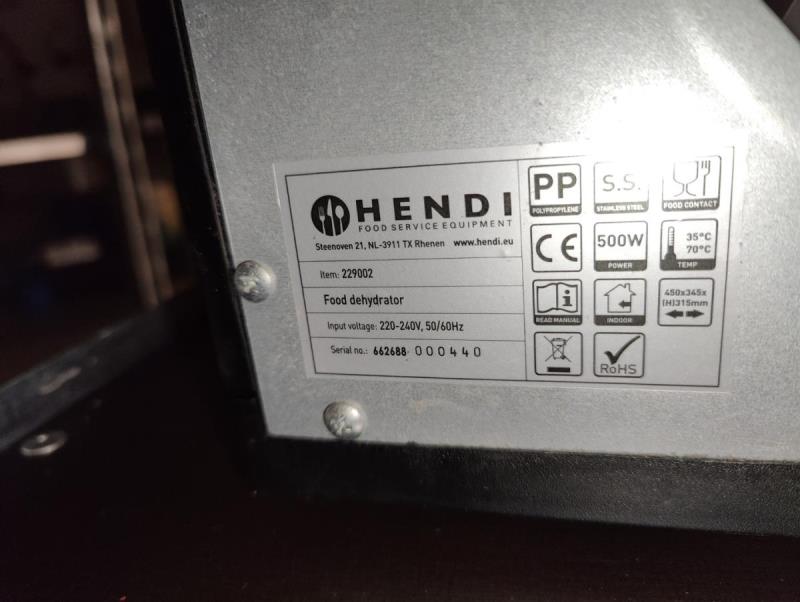 HENDI
FOOD SERVICE EQUIPMENT
Steenoven 21, NL-3911 TX Rhenen www.hendi.eu
Item: 229002
Food dehydrator
Input voltage: 220-240V, 50/60Hz
Serial no.: 662688 000440
PP
POLYPROPYLENE
S.S.
STAINLESS STEEL
FOOD CONTACT
CE
500W
POWER
35°C
70°C
TEMP
READ MANUAL
INDOOR
450x345x
(H)315mm
RoHS